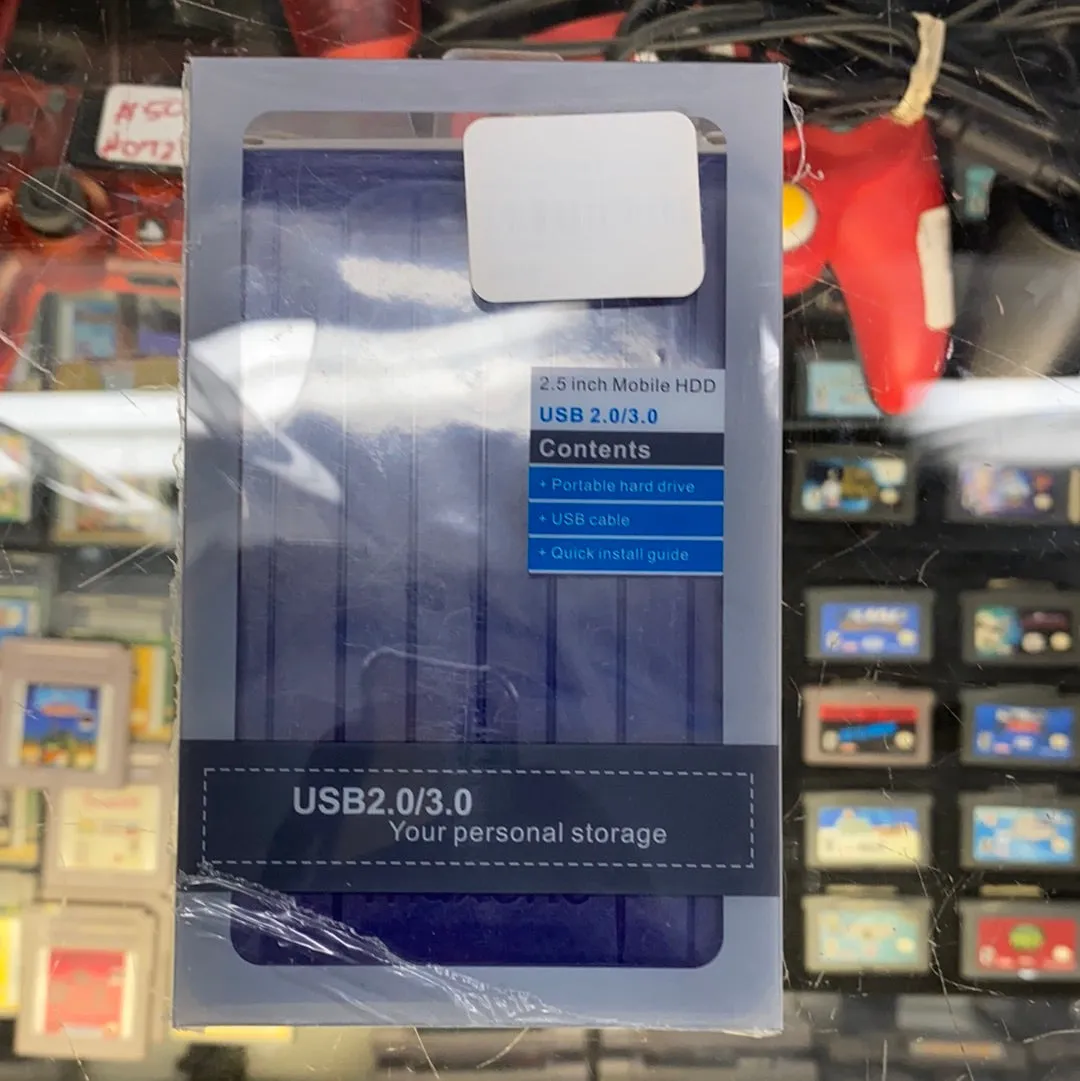 2.5 inch Mobile HDD
USB 2.0/3.0
Contents
+ Portable hard drive
+ USB cable
+ Quick install guide
USB2.0/3.0
Your personal storage